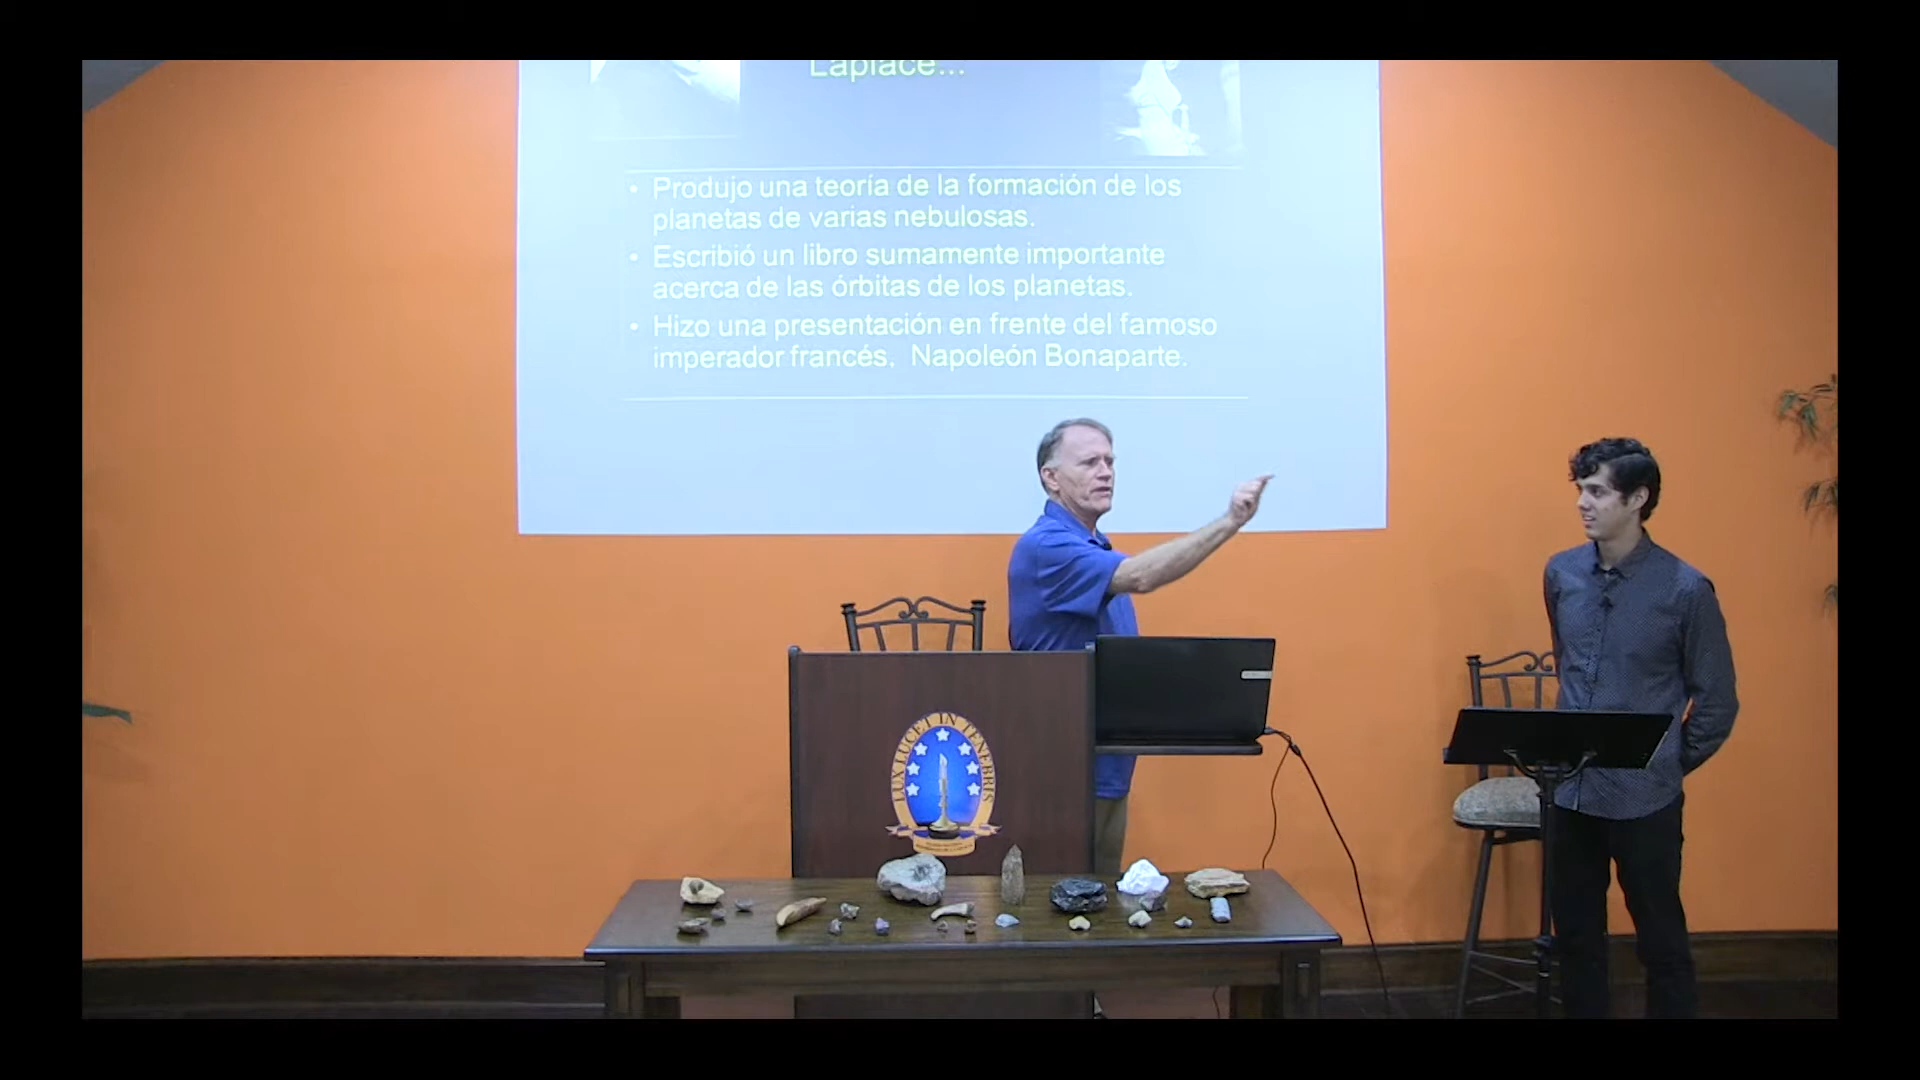 Laplace...
• Produjo una teoría de la formación de los
planetas de varias nebulosas.
• Escribió un libro sumamente importante
acerca de las órbitas de los planetas.
• Hizo una presentación en frente del famoso
imperador francés, Napoleón Bonaparte.
LUX LUCET IN TENEBRIS